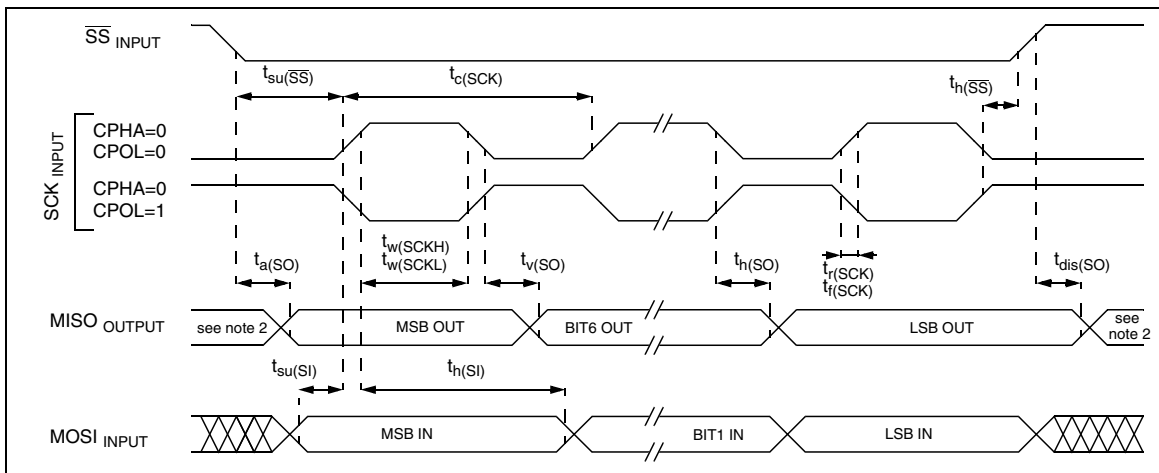 SS INPUT
tsu(SS)
tc(SCK)
th(SS)
SCK INPUT
CPHA=0
CPOL=0
CPHA=0
CPOL=1
ta(SO)
tw(SCKH)
tw(SCKL)
tv(SO)
th(SO)
tr(SCK)
tf(SCK)
tdis(SO)
MISO OUTPUT
see note 2
MSB OUT
BIT6 OUT
LSB OUT
see
note 2
tsu(SI)
th(SI)
MOSI INPUT
MSB IN
BIT1 IN
LSB IN